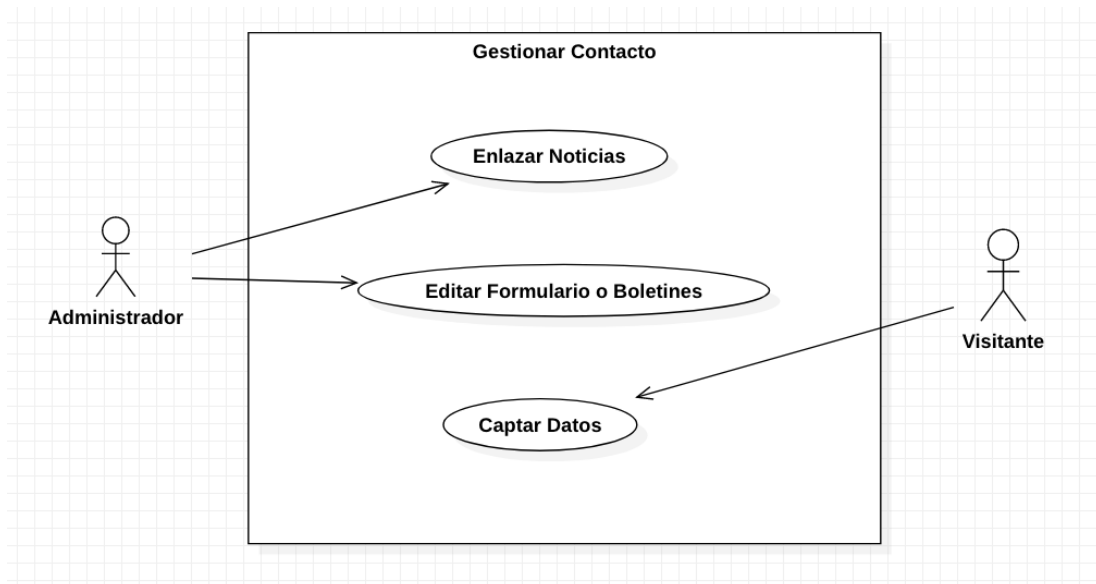 Gestionar Contacto
Enlazar Noticias
Editar Formulario o Boletines
Administrador
Visitante
Captar Datos